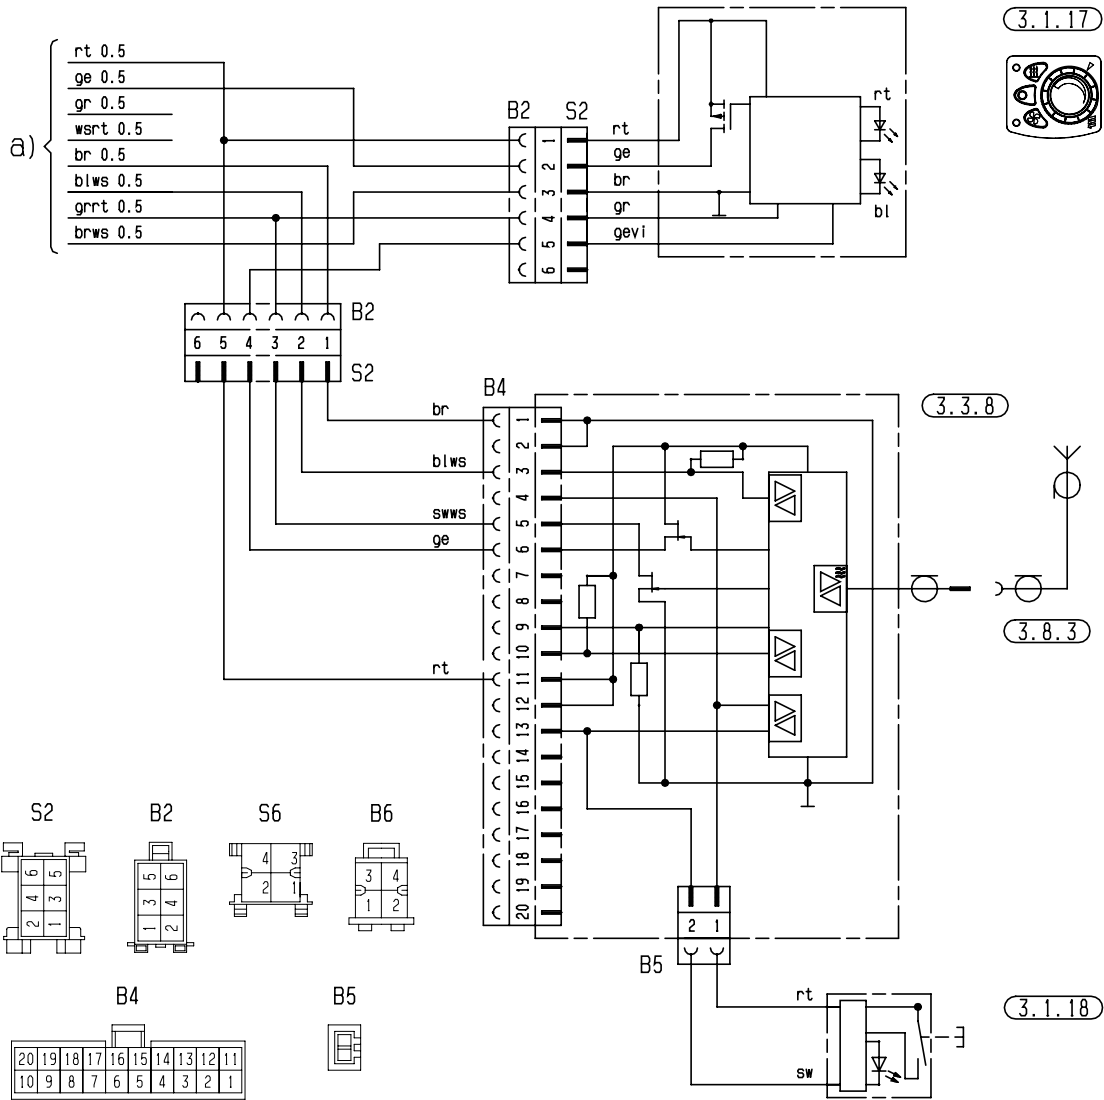 3.1.17
a)
rt 0.5
ge 0.5
gr 0.5
wsrt 0.5
br 0.5
blws 0.5
grrt 0.5
brws 0.5
B2 S2
1
2
3
4
5
6
rt
ge
br
gr
gevi
rt
bl
B2
6 5 4 3 2 1
S2
B4
3.3.8
br
blws
swws
ge
rt
1
2
3
4
5
6
7
8
9
10
11
12
13
14
15
16
17
18
19
20
3.8.3
2 1
B5
rt
sw
3.1.18
S2
6 5
4 3
2 1
B2
5 6
3 4
1 2
S6
4 3
2 1
B6
3 4
1 2
B4
20 19 18 17 16 15 14 13 12 11
10 9 8 7 6 5 4 3 2 1
B5